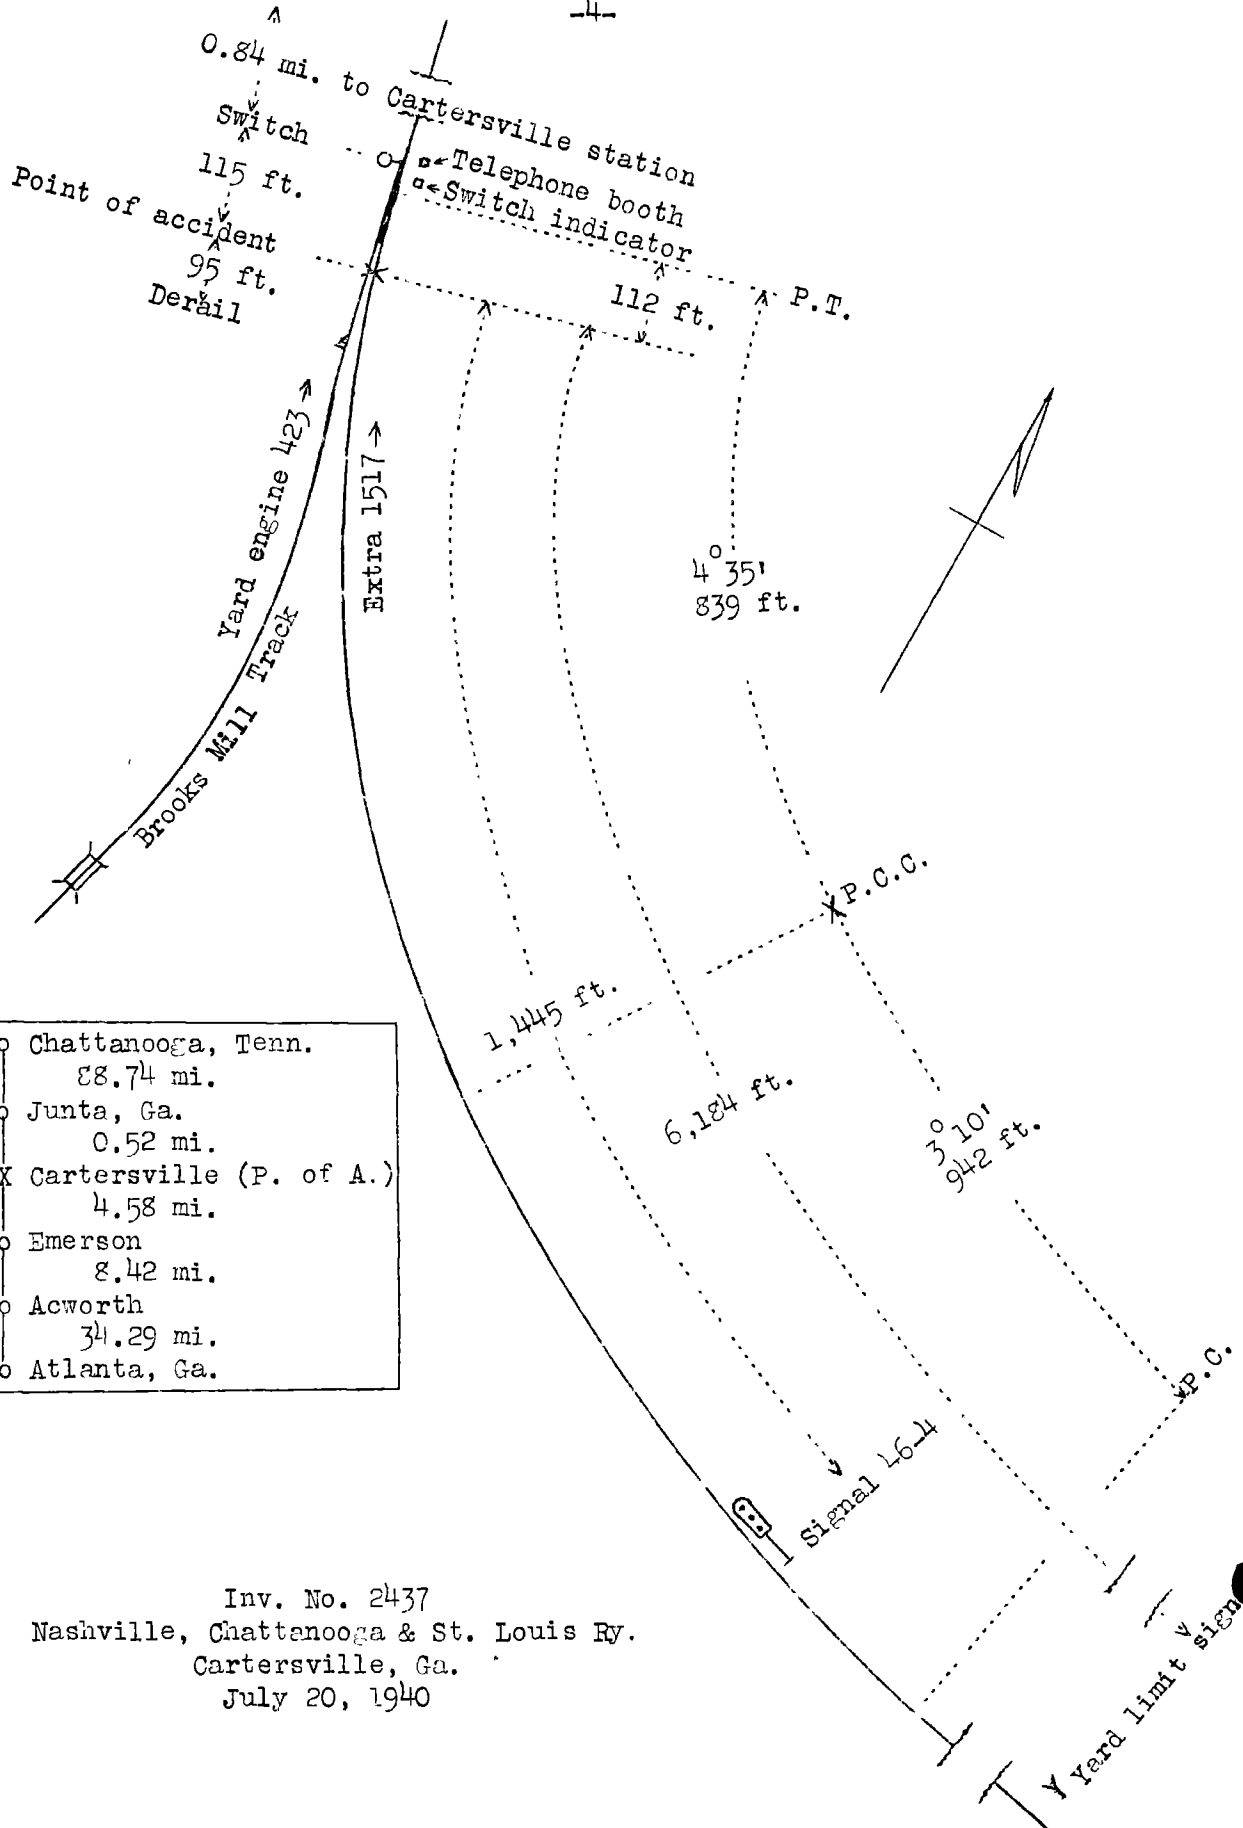 -4-
0.84 mi. to Cartersville station
Switch
Telephone booth
115 ft.
Switch indicator
Point of accident
95 ft.
Derail
112 ft.
P.T.
Yard engine 423
Extra 1517
4°35'
839 ft.
Brooks Mill Track
P.C.C.
1,445 ft.
6,184 ft.
3°10'
942 ft.
Chattanooga, Tenn.
88.74 mi.
Junta, Ga.
0.52 mi.
X Cartersville (P. of A.)
4.58 mi.
Emerson
8.42 mi.
Acworth
34.29 mi.
Atlanta, Ga.
P.C.
Signal 46-4
Yard limit sign
Inv. No. 2437
Nashville, Chattanooga & St. Louis Ry.
Cartersville, Ga.
July 20, 1940